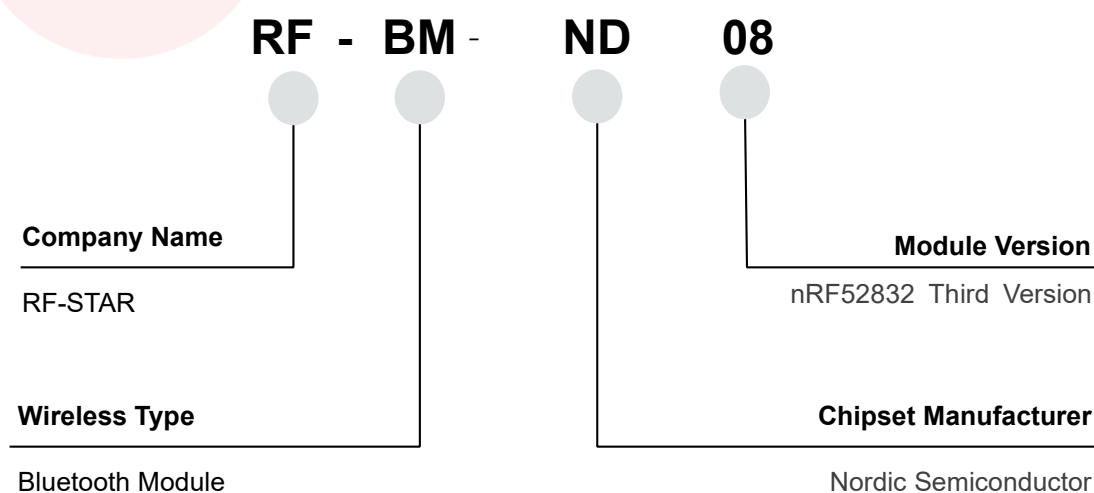 RF - BM - ND 08
Company Name
RF-STAR
Module Version
nRF52832 Third Version
Wireless Type
Bluetooth Module
Chipset Manufacturer
Nordic Semiconductor